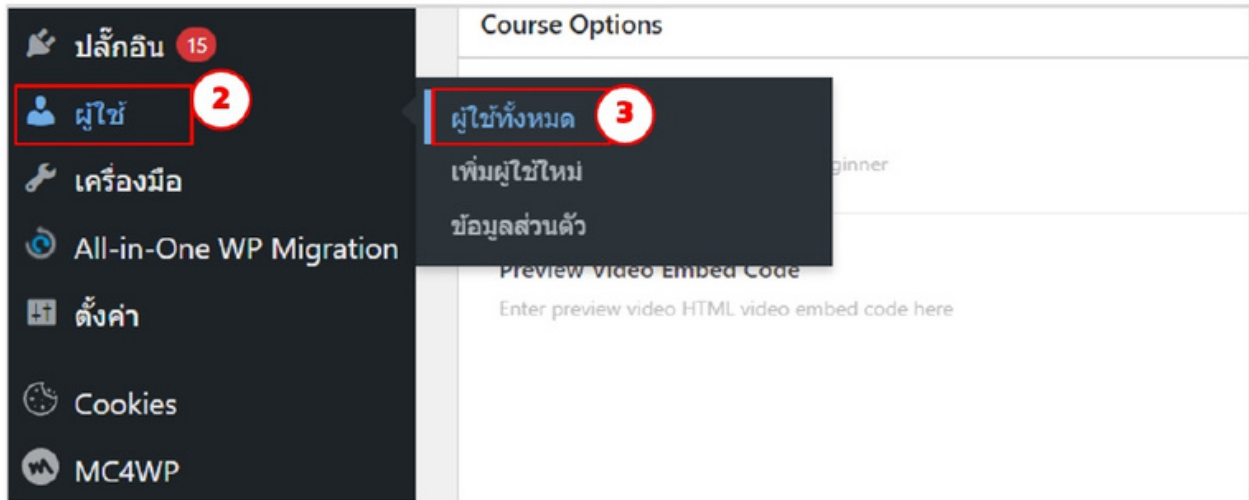 ปลั๊กอิน 15
ผู้ใช้ 2
เครื่องมือ
All-in-One WP Migration
ตั้งค่า
Cookies
MC4WP
ผู้ใช้ทั้งหมด 3
เพิ่มผู้ใช้ใหม่
ข้อมูลส่วนตัว
Course Options
ginner
Preview Video Embed Code
Enter preview video HTML video embed code here